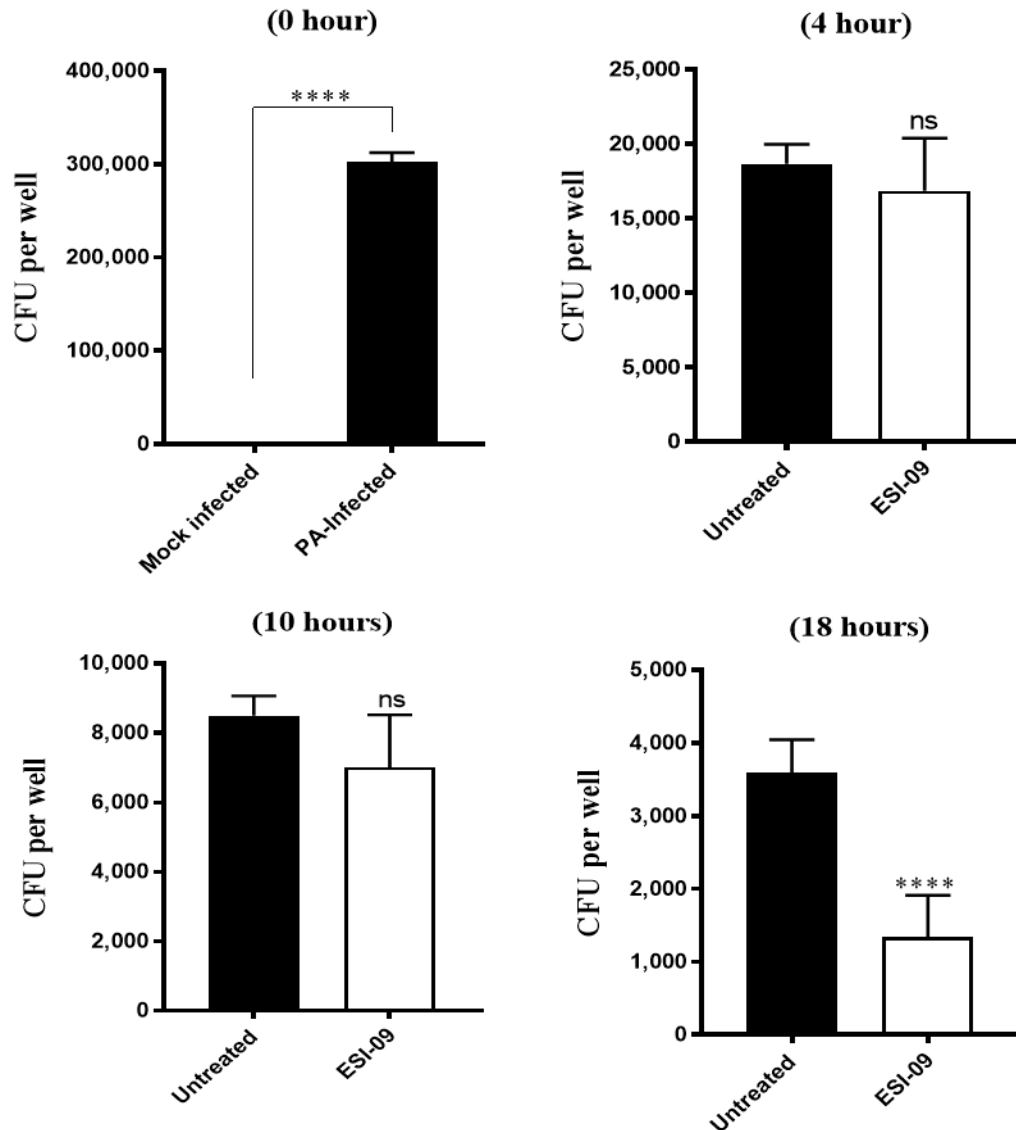 (0 hour)
CFU per well
400,000
300,000
200,000
100,000
0
****
Mock infected
PA-Infected
(4 hour)
CFU per well
25,000
20,000
15,000
10,000
5,000
0
ns
Untreated
ESI-09
(10 hours)
CFU per well
10,000
8,000
6,000
4,000
2,000
0
ns
Untreated
ESI-09
(18 hours)
CFU per well
5,000
4,000
3,000
2,000
1,000
0
****
Untreated
ESI-09